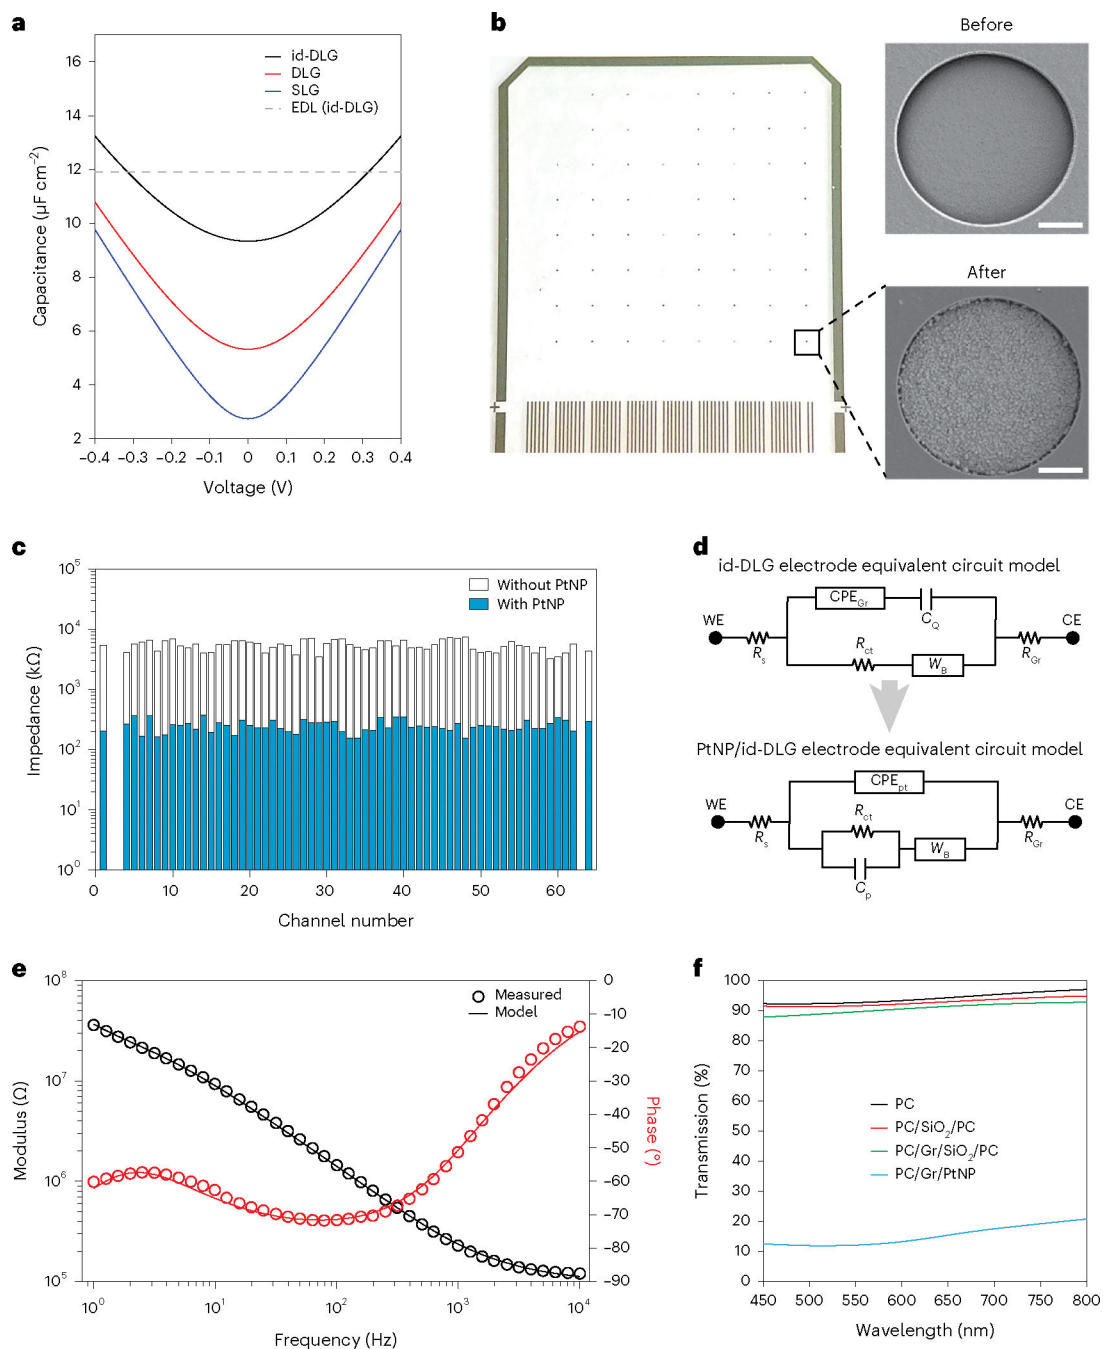 a
16
14
12
10
8
6
4
2
Capacitance (µF cm⁻²)
id-DLG
DLG
SLG
EDL (id-DLG)
–0.4 –0.3 –0.2 –0.1 0 0.1 0.2 0.3 0.4
Voltage (V)
b
Before
After
c
10⁵
10⁴
10³
10²
10¹
10⁰
Impedance (kΩ)
Without PtNP
With PtNP
0 10 20 30 40 50 60
Channel number
d
id-DLG electrode equivalent circuit model
WE
CE
CPE_Gr
C_Q
R_s
R_ct
W_B
R_Gr
PtNP/id-DLG electrode equivalent circuit model
WE
CE
CPE_pt
R_ct
R_s
W_B
R_Gr
C_p
e
10⁸
10⁷
10⁶
10⁵
Modulus (Ω)
Measured
Model
0
–10
–20
–30
–40
–50
–60
–70
–80
–90
Phase (°)
10⁰ 10¹ 10² 10³ 10⁴
Frequency (Hz)
f
100
90
80
70
60
50
40
30
20
10
0
Transmission (%)
PC
PC/SiO₂/PC
PC/Gr/SiO₂/PC
PC/Gr/PtNP
450 500 550 600 650 700 750 800
Wavelength (nm)